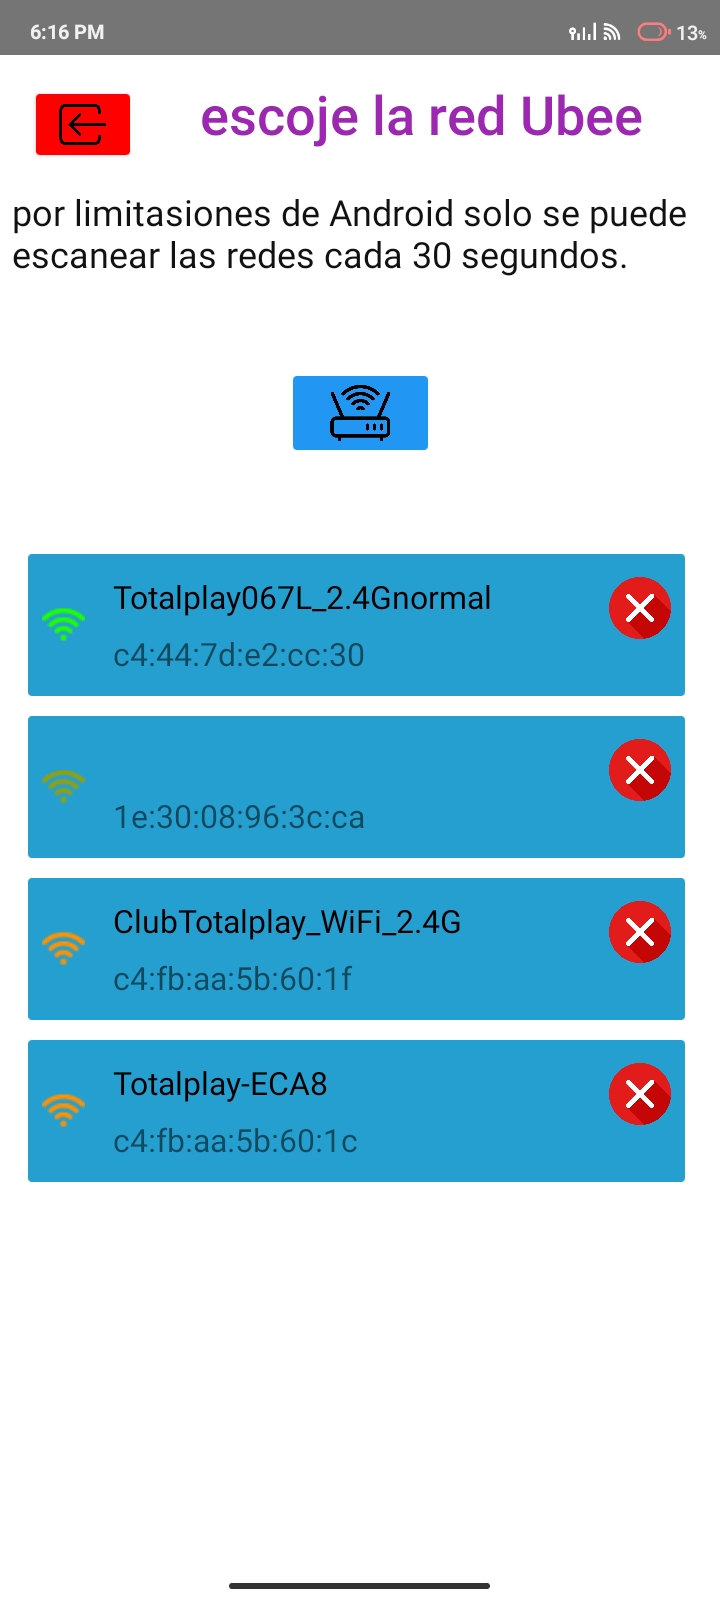 6:16 PM
13%
escoje la red Ubee
por limitasiones de Android solo se puede
escanear las redes cada 30 segundos.
Totalplay067L_2.4Gnormal
c4:44:7d:e2:cc:30
1e:30:08:96:3c:ca
ClubTotalplay_WiFi_2.4G
c4:fb:aa:5b:60:1f
Totalplay-ECA8
c4:fb:aa:5b:60:1c